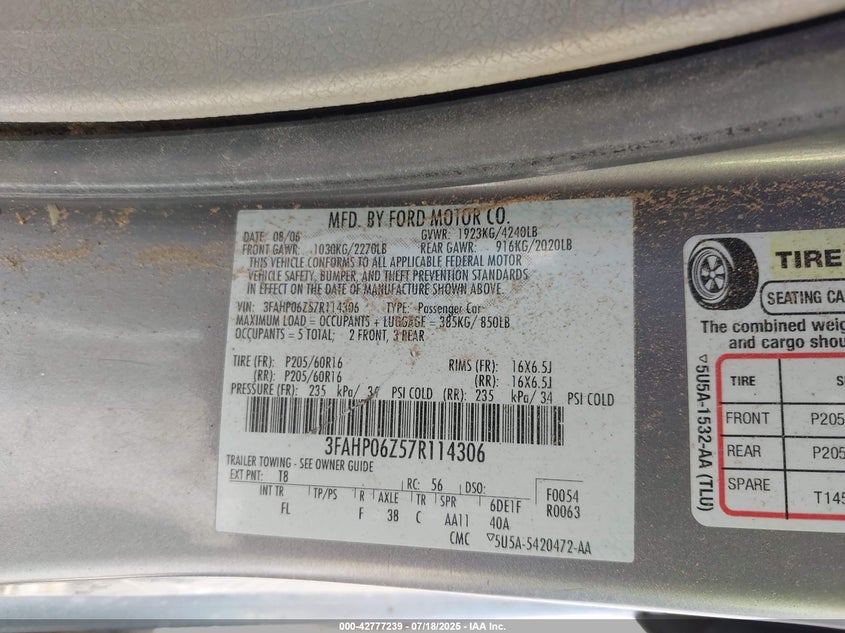 MFD. BY FORD MOTOR CO.
DATE: 08/06 GVWR: 1923KG/4240LB
FRONT GAWR: 1030KG/2270LB REAR GAWR: 916KG/2020LB
THIS VEHICLE CONFORMS TO ALL APPLICABLE FEDERAL MOTOR
VEHICLE SAFETY, BUMPER, AND THEFT PREVENTION STANDARDS
IN EFFECT ON THE DATE OF MANUFACTURE SHOWN ABOVE.
VIN: 3FAHP06Z57R114306 TYPE: Passenger Car
MAXIMUM LOAD = OCCUPANTS + LUGGAGE = 385KG/ 850LB
OCCUPANTS = 5 TOTAL; 2 FRONT, 3 REAR
TIRE (FR): P205/60R16 RIMS (FR): 16X6.5J
(RR): P205/60R16 (RR): 16X6.5J
PRESSURE (FR): 235 kPa/ 34 PSI COLD (RR): 235 kPa/ 34 PSI COLD
3FAHP06Z57R114306
TRAILER TOWING - SEE OWNER GUIDE
EXT PNT: T8 RC: 56 DSO:
INT TR TP/PS R AXLE TR SPR 6DE1F F0054
FL F 38 C AA11 40A R0063
CMC ▽5U5A-5420472-AA
TIRE
SEATING CA
The combined weig
and cargo shou
TIRE S
FRONT P205
REAR P205
SPARE T145
▽5U5A-1532-AA (TLU)
000-42777239 - 07/18/2025 - IAA Inc.